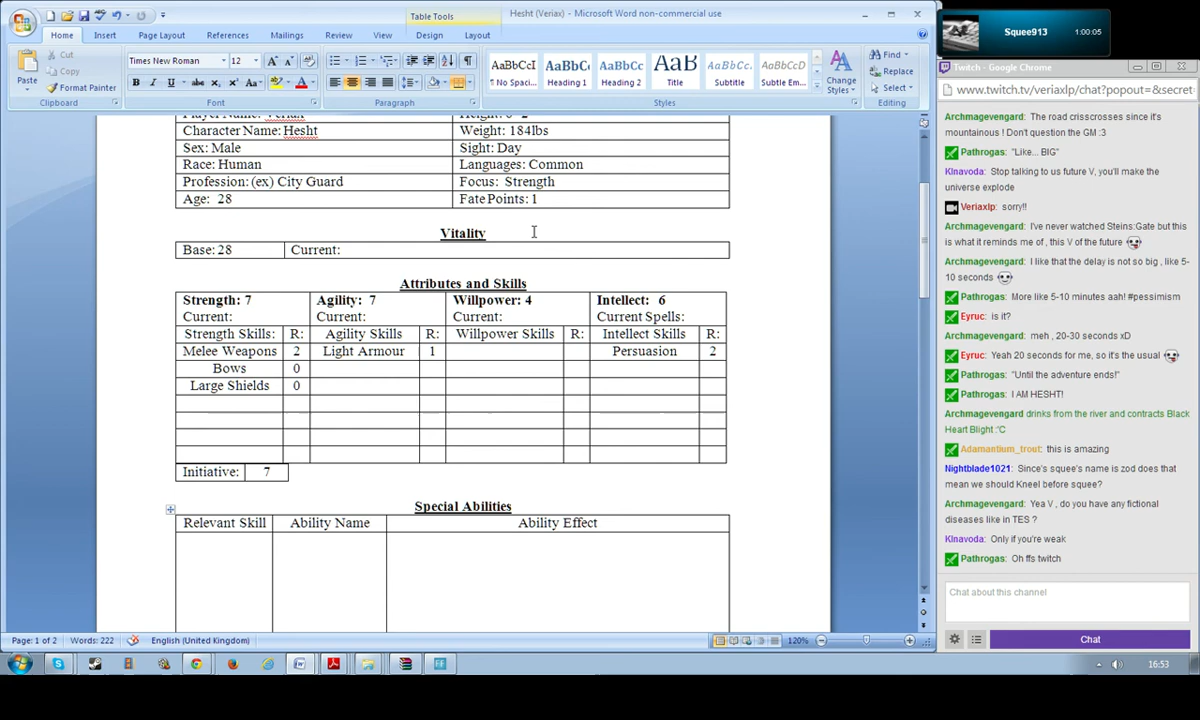 Table Tools
Hesht (Veriax) - Microsoft Word non-commercial use
Home
Insert
Page Layout
References
Mailings
Review
View
Design
Layout
Cut
Copy
Format Painter
Paste
Clipboard
Times New Roman
12
Font
Paragraph
AaBbCcI
AaBbC
AaBbCc
AaBb
AaBbCc.
AaBbCcD
¶ No Spaci...
Heading 1
Heading 2
Title
Subtitle
Subtle Em...
Change
Styles
Styles
Find
Replace
Select
Editing
Character Name: Hesht
Weight: 184lbs
Sex: Male
Sight: Day
Race: Human
Languages: Common
Profession: (ex) City Guard
Focus: Strength
Age: 28
Fate Points: 1
Vitality
Base: 28
Current:
Attributes and Skills
Strength: 7
Agility: 7
Willpower: 4
Intellect: 6
Current:
Current:
Current:
Current Spells:
Strength Skills:
R:
Agility Skills
R:
Willpower Skills
R:
Intellect Skills
R:
Melee Weapons
2
Light Armour
1
Persuasion
2
Bows
0
Large Shields
0
Initiative:
7
Special Abilities
Relevant Skill
Ability Name
Ability Effect
Page: 1 of 2
Words: 222
English (United Kingdom)
120%
16:53
Squee913
1:00:05
Twitch - Google Chrome
www.twitch.tv/veriaxlp/chat?popout=&secret
Archmagevengard: The road crisscrosses since it's
mountainous ! Don't question the GM :3
Pathrogas: "Like... BIG"
KInavoda: Stop talking to us future V, you'll make the
universe explode
Veriaxlp: sorry!!
Archmagevengard: I've never watched Steins:Gate but this
is what it reminds me of , this V of the future
Archmagevengard: I like that the delay is not so big , like 5-
10 seconds
Pathrogas: More like 5-10 minutes aah! #pessimism
Eyruc: is it?
Archmagevengard: meh , 20-30 seconds xD
Eyruc: Yeah 20 seconds for me, so it's the usual
Pathrogas: "Until the adventure ends!"
Pathrogas: I AM HESHT!
Archmagevengard drinks from the river and contracts Black
Heart Blight :'C
Adamantium_trout: this is amazing
Nightblade1021: Since's squee's name is zod does that
mean we should Kneel before squee?
Archmagevengard: Yea V , do you have any fictional
diseases like in TES ?
KInavoda: Only if you're weak
Pathrogas: Oh ffs twitch
Chat about this channel
Chat